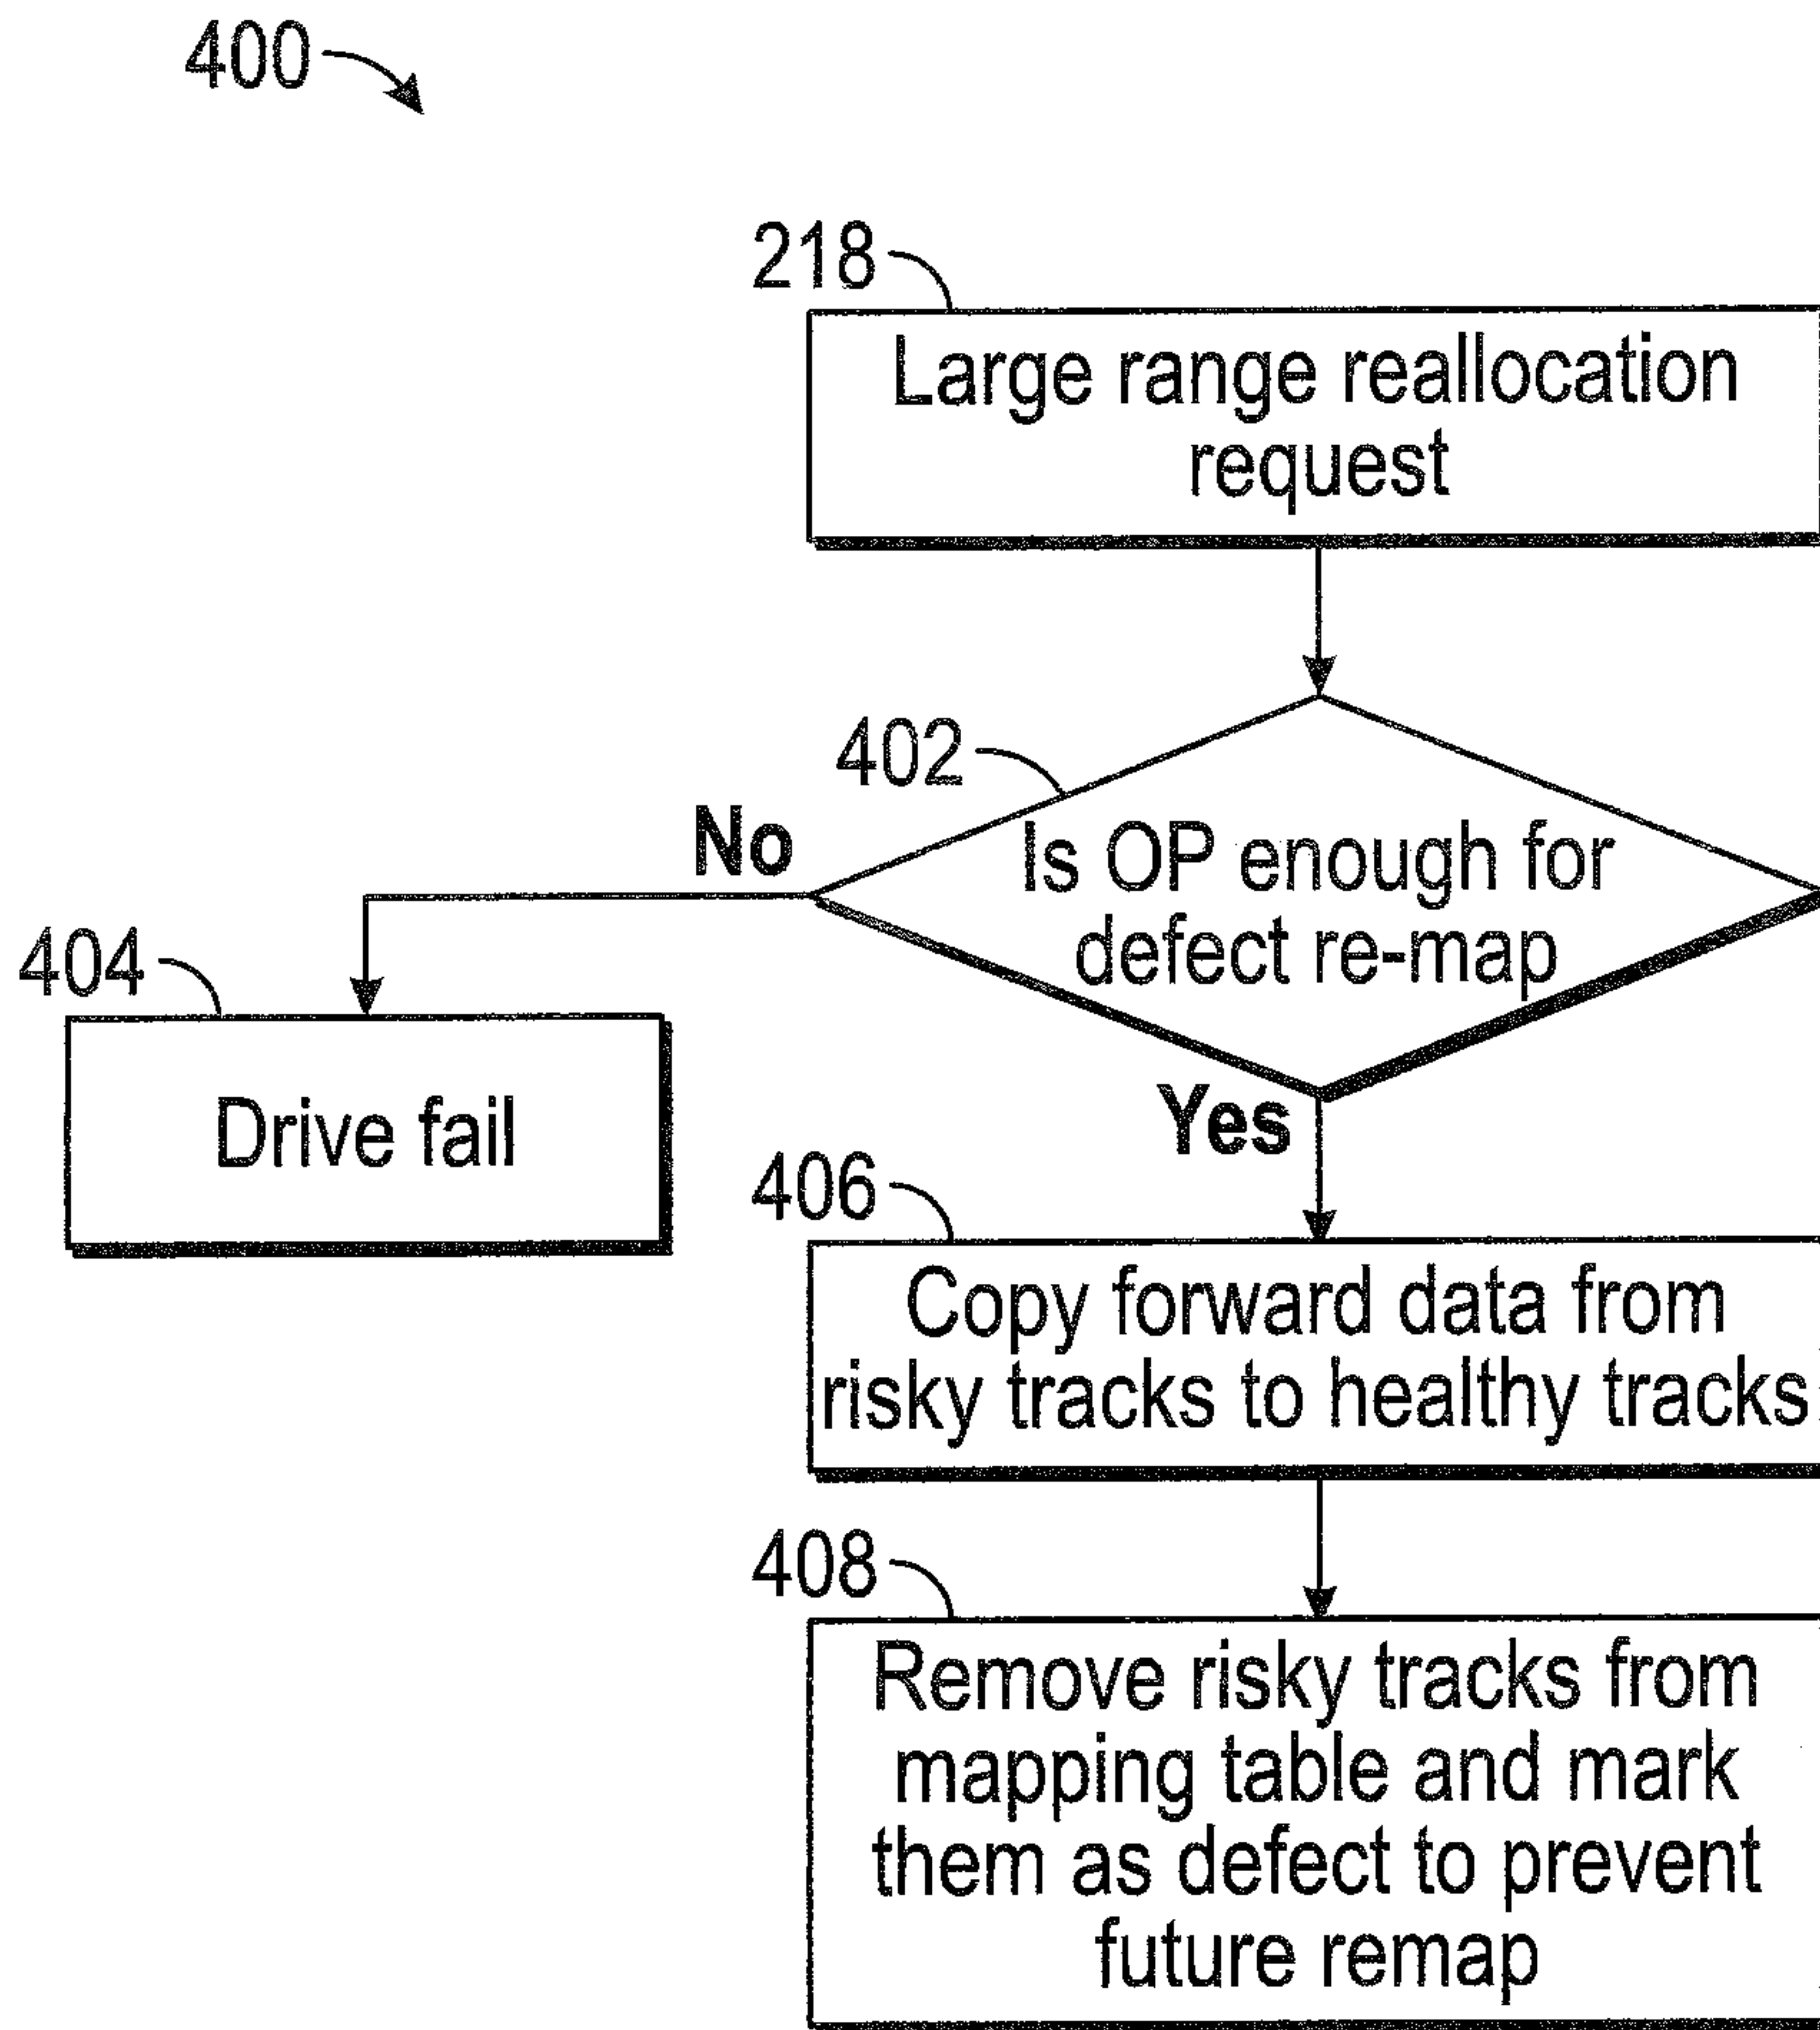 400
218
Large range reallocation
request
402
No
Is OP enough for
defect re-map
404
Drive fail
Yes
406
Copy forward data from
risky tracks to healthy tracks
408
Remove risky tracks from
mapping table and mark
them as defect to prevent
future remap